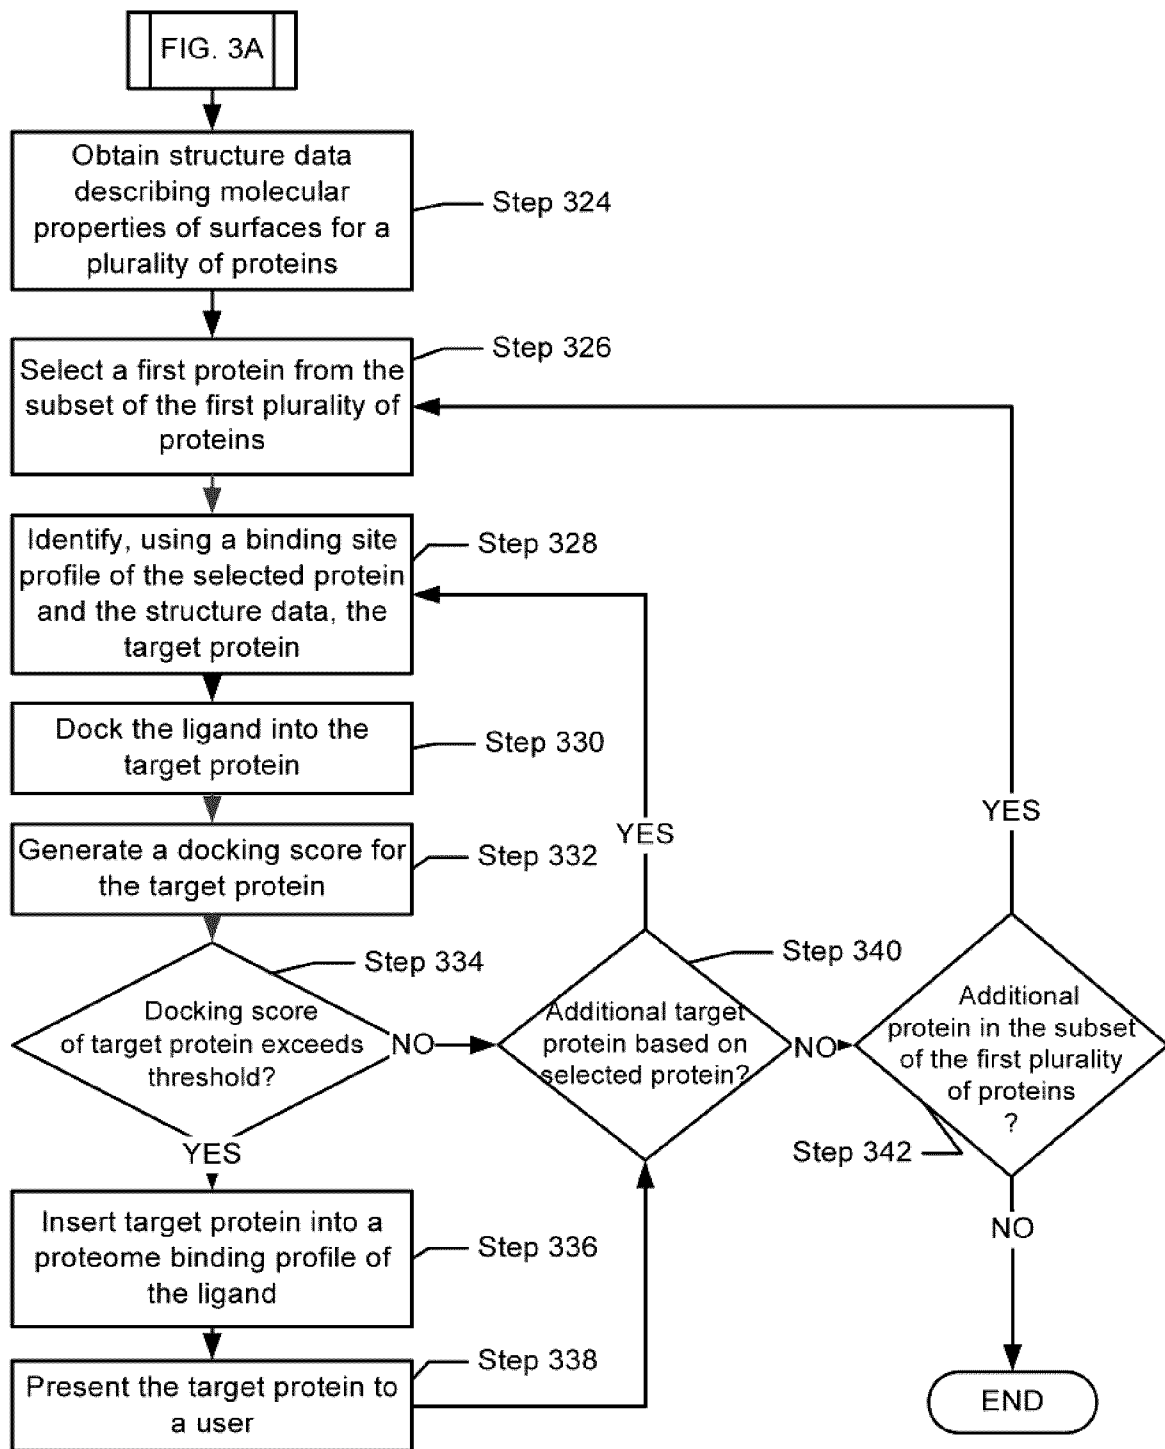 FIG. 3A
Obtain structure data
describing molecular
properties of surfaces for a
plurality of proteins
Step 324
Step 326
Select a first protein from the
subset of the first plurality of
proteins
Identify, using a binding site
profile of the selected protein
and the structure data, the
target protein
Step 328
Dock the ligand into the
target protein
Step 330
YES
YES
Generate a docking score for
the target protein
Step 332
Step 334
Step 340
Docking score
of target protein exceeds
threshold?
NO
Additional target
protein based on
selected protein?
NO
Additional
protein in the subset
of the first plurality
of proteins
?
Step 342
YES
Insert target protein into a
proteome binding profile of
the ligand
Step 336
NO
Present the target protein to
a user
Step 338
END